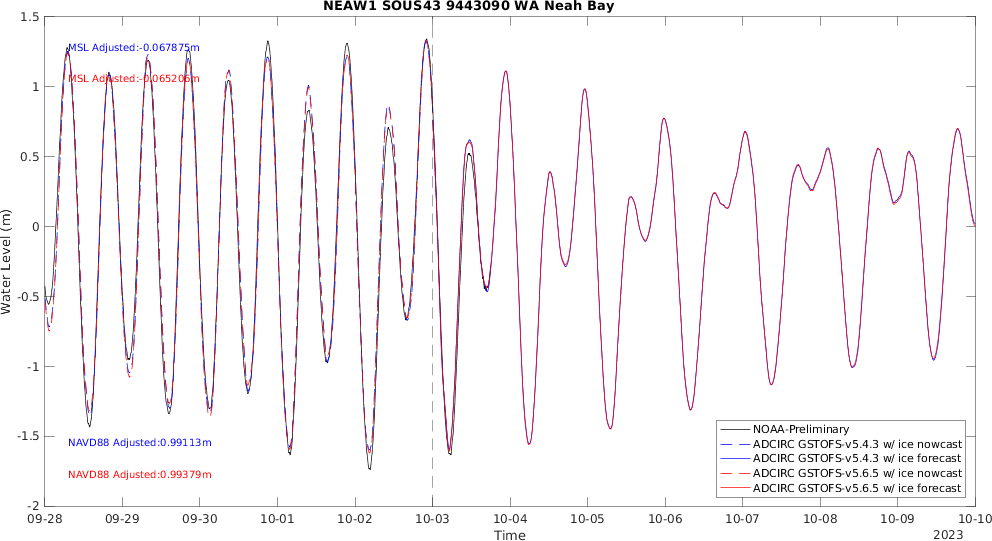 NEAW1 SOUS43 9443090 WA Neah Bay
1.5
1
0.5
0
-0.5
-1
-1.5
-2
Water Level (m)
MSL Adjusted:-0.067875m
MSL Adjusted:-0.065206m
NAVD88 Adjusted:0.99113m
NAVD88 Adjusted:0.99379m
NOAA-Preliminary
ADCIRC GSTOFS-v5.4.3 w/ ice nowcast
ADCIRC GSTOFS-v5.4.3 w/ ice forecast
ADCIRC GSTOFS-v5.6.5 w/ ice nowcast
ADCIRC GSTOFS-v5.6.5 w/ ice forecast
09-28 09-29 09-30 10-01 10-02 10-03 10-04 10-05 10-06 10-07 10-08 10-09 10-10
Time
2023